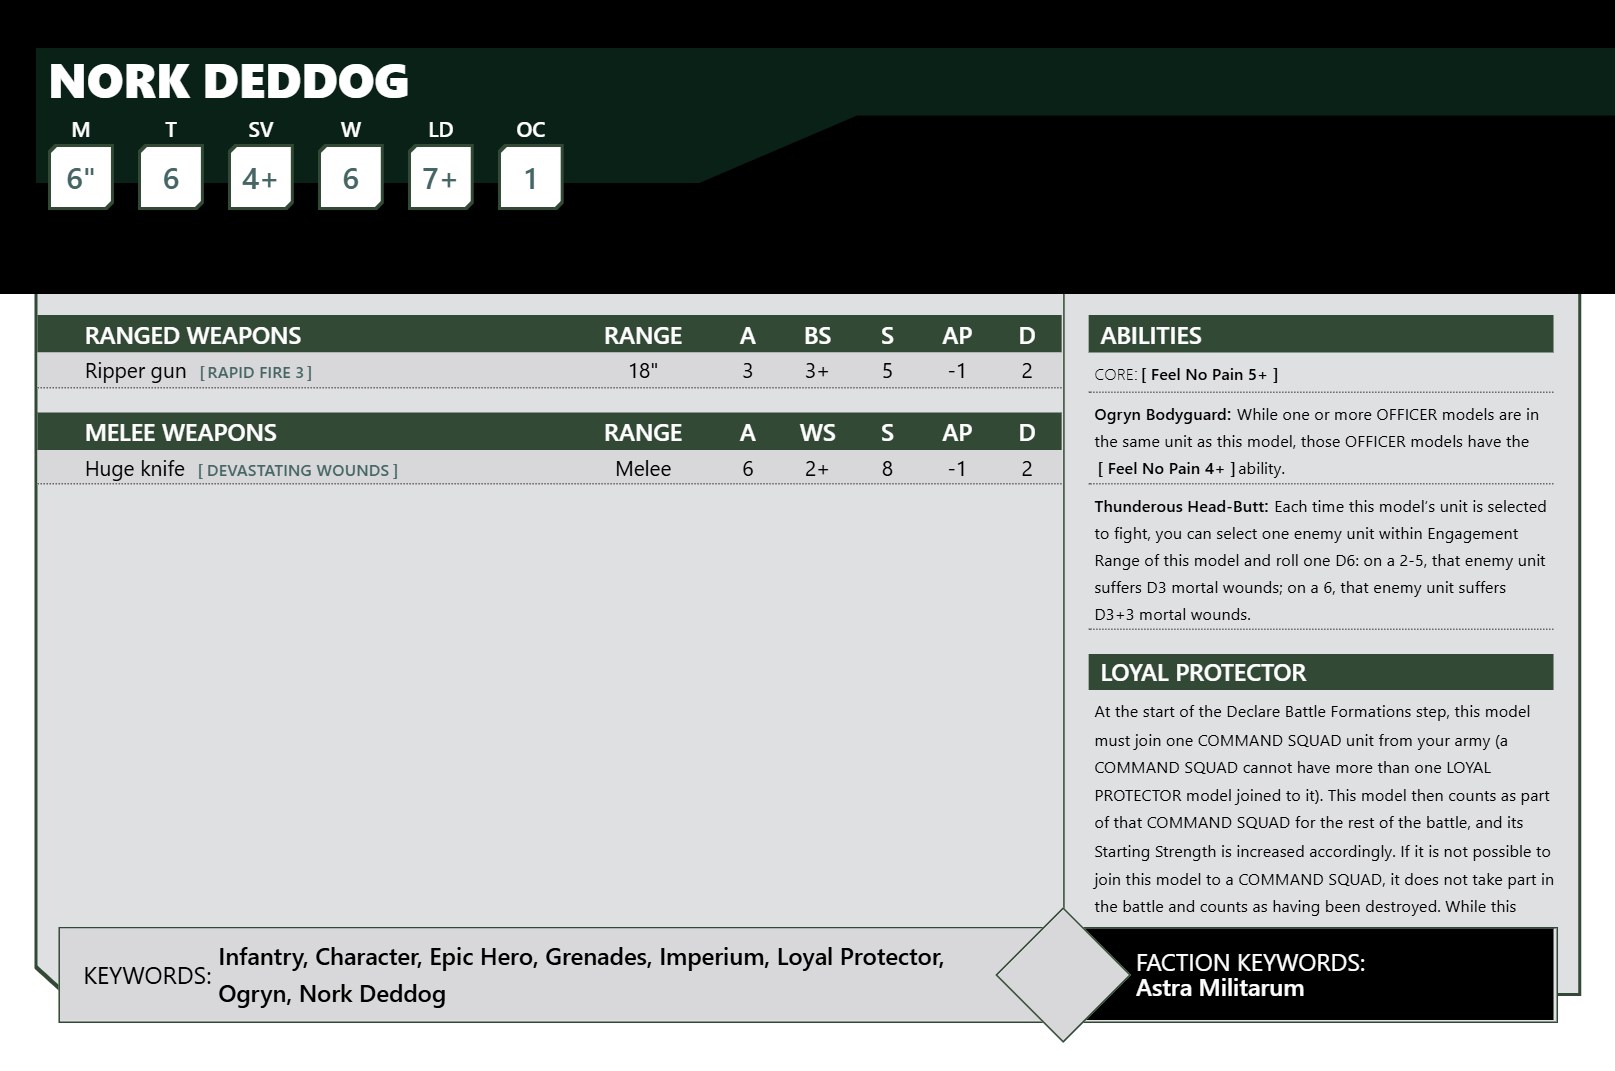 NORK DEDDOG
M T SV W LD OC
6" 6 4+ 6 7+ 1
RANGED WEAPONS RANGE A BS S AP D
Ripper gun [ RAPID FIRE 3 ] 18" 3 3+ 5 -1 2
MELEE WEAPONS RANGE A WS S AP D
Huge knife [ DEVASTATING WOUNDS ] Melee 6 2+ 8 -1 2
ABILITIES
CORE: [ Feel No Pain 5+ ]
Ogryn Bodyguard: While one or more OFFICER models are in
the same unit as this model, those OFFICER models have the
[ Feel No Pain 4+ ] ability.
Thunderous Head-Butt: Each time this model's unit is selected
to fight, you can select one enemy unit within Engagement
Range of this model and roll one D6: on a 2-5, that enemy unit
suffers D3 mortal wounds; on a 6, that enemy unit suffers
D3+3 mortal wounds.
LOYAL PROTECTOR
At the start of the Declare Battle Formations step, this model
must join one COMMAND SQUAD unit from your army (a
COMMAND SQUAD cannot have more than one LOYAL
PROTECTOR model joined to it). This model then counts as part
of that COMMAND SQUAD for the rest of the battle, and its
Starting Strength is increased accordingly. If it is not possible to
join this model to a COMMAND SQUAD, it does not take part in
the battle and counts as having been destroyed. While this
KEYWORDS: Infantry, Character, Epic Hero, Grenades, Imperium, Loyal Protector,
Ogryn, Nork Deddog
FACTION KEYWORDS:
Astra Militarum